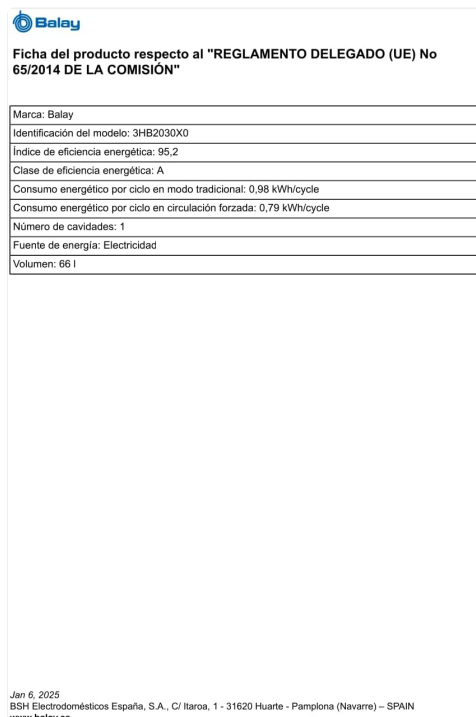 Balay
Ficha del producto respecto al "REGLAMENTO DELEGADO (UE) No
65/2014 DE LA COMISIÓN"
Marca: Balay
Identificación del modelo: 3HB2030X0
Índice de eficiencia energética: 95,2
Clase de eficiencia energética: A
Consumo energético por ciclo en modo tradicional: 0,98 kWh/cycle
Consumo energético por ciclo en circulación forzada: 0,79 kWh/cycle
Número de cavidades: 1
Fuente de energía: Electricidad
Volumen: 66 l
Jan 6, 2025
BSH Electrodomésticos España, S.A., C/ Itaroa, 1 - 31620 Huarte - Pamplona (Navarre) – SPAIN
www.balay.es